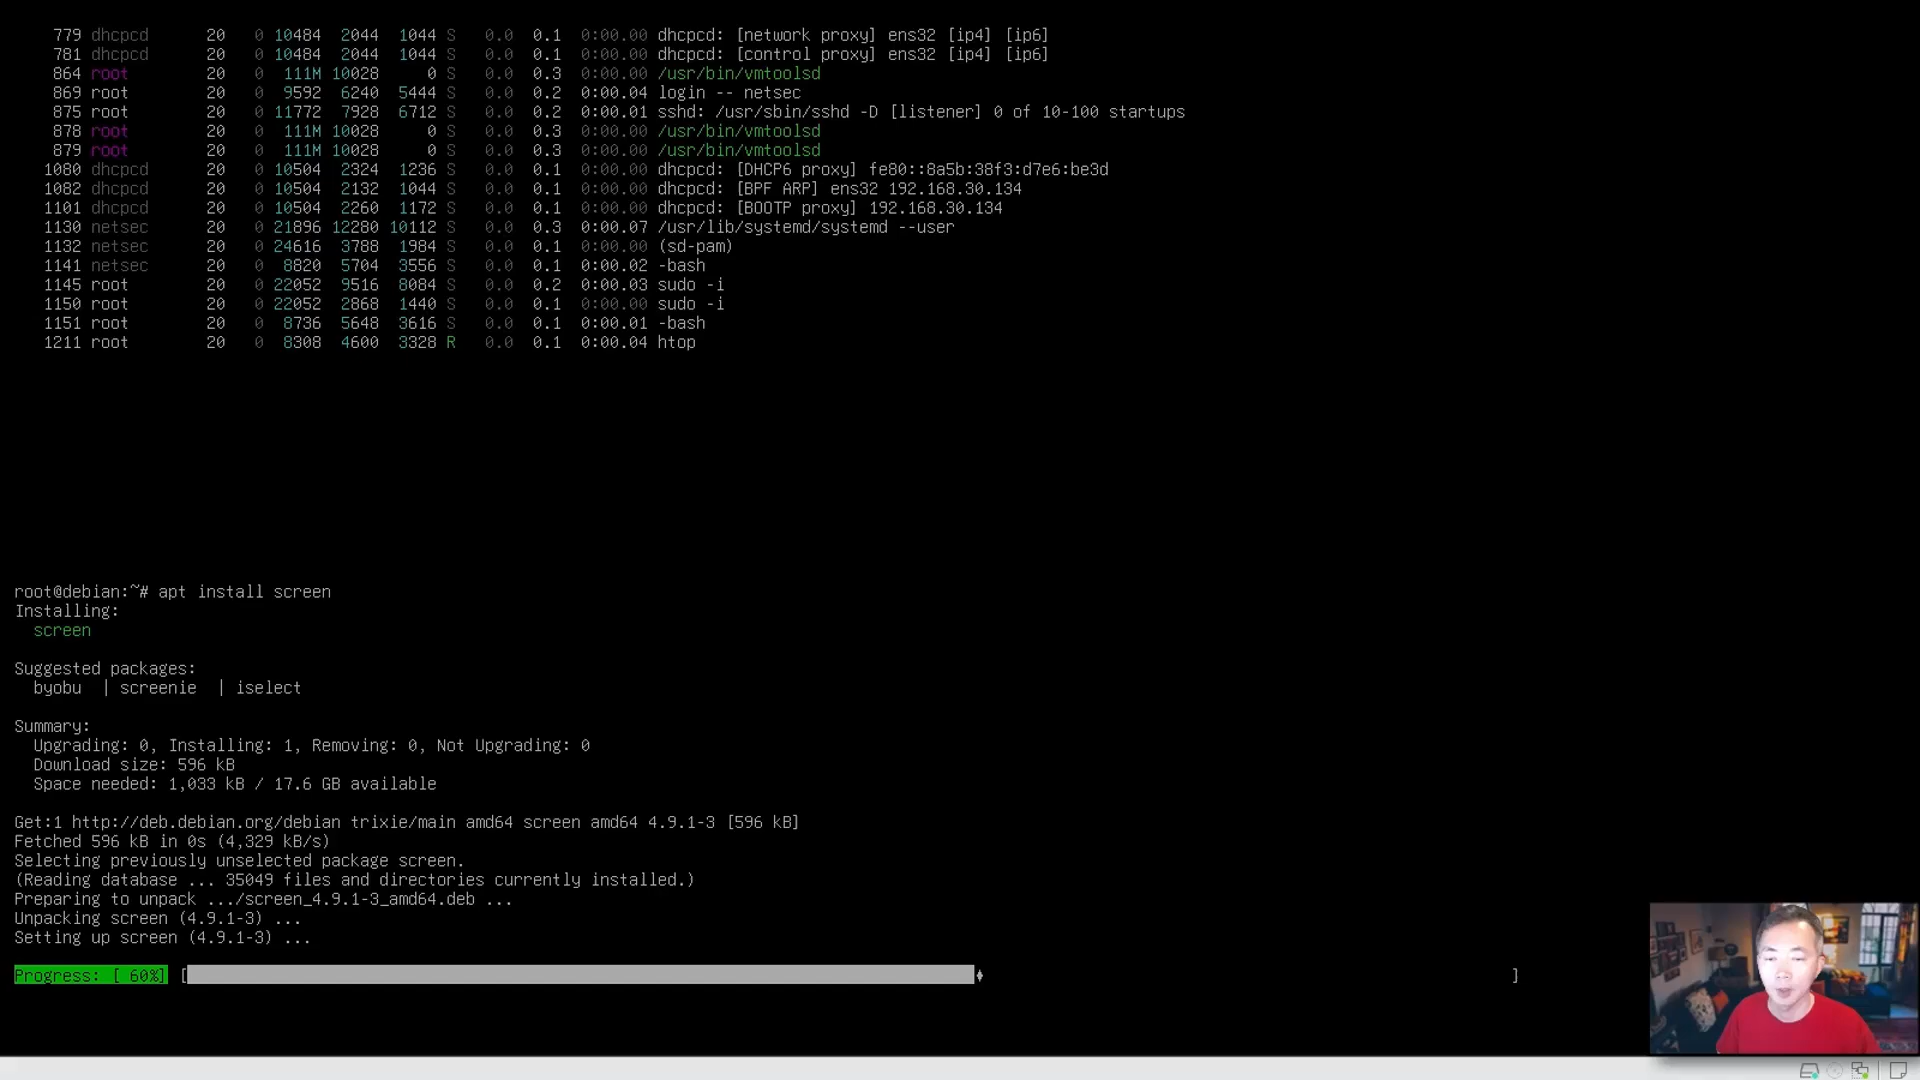 779 dhcpcd 20 0 10484 2044 1044 S 0.0 0.1 0:00.00 dhcpcd: [network proxy] ens32 [ip4] [ip6]
781 dhcpcd 20 0 10484 2044 1044 S 0.0 0.1 0:00.00 dhcpcd: [control proxy] ens32 [ip4] [ip6]
864 root 20 0 111M 10028 0 S 0.0 0.3 0:00.00 /usr/bin/vmtoolsd
869 root 20 0 9592 6240 5444 S 0.0 0.2 0:00.04 login -- netsec
875 root 20 0 11772 7928 6712 S 0.0 0.2 0:00.01 sshd: /usr/sbin/sshd -D [listener] 0 of 10-100 startups
878 root 20 0 111M 10028 0 S 0.0 0.3 0:00.00 /usr/bin/vmtoolsd
879 root 20 0 111M 10028 0 S 0.0 0.3 0:00.00 /usr/bin/vmtoolsd
1080 dhcpcd 20 0 10504 2324 1236 S 0.0 0.1 0:00.00 dhcpcd: [DHCP6 proxy] fe80::8a5b:38f3:d7e6:be3d
1082 dhcpcd 20 0 10504 2132 1044 S 0.0 0.1 0:00.00 dhcpcd: [BPF ARP] ens32 192.168.30.134
1101 dhcpcd 20 0 10504 2260 1172 S 0.0 0.1 0:00.00 dhcpcd: [BOOTP proxy] 192.168.30.134
1130 netsec 20 0 21896 12280 10112 S 0.0 0.3 0:00.07 /usr/lib/systemd/systemd --user
1132 netsec 20 0 24616 3788 1984 S 0.0 0.1 0:00.00 (sd-pam)
1141 netsec 20 0 8820 5704 3556 S 0.0 0.1 0:00.02 -bash
1145 root 20 0 22052 9516 8084 S 0.0 0.2 0:00.03 sudo -i
1150 root 20 0 22052 2868 1440 S 0.0 0.1 0:00.00 sudo -i
1151 root 20 0 8736 5648 3616 S 0.0 0.1 0:00.01 -bash
1211 root 20 0 8308 4600 3328 R 0.0 0.1 0:00.04 htop
root@debian:~# apt install screen
Installing:
screen
Suggested packages:
byobu | screenie | iselect
Summary:
Upgrading: 0, Installing: 1, Removing: 0, Not Upgrading: 0
Download size: 596 kB
Space needed: 1,033 kB / 17.6 GB available
Get:1 http://deb.debian.org/debian trixie/main amd64 screen amd64 4.9.1-3 [596 kB]
Fetched 596 kB in 0s (4,329 kB/s)
Selecting previously unselected package screen.
(Reading database ... 35049 files and directories currently installed.)
Preparing to unpack .../screen_4.9.1-3_amd64.deb ...
Unpacking screen (4.9.1-3) ...
Setting up screen (4.9.1-3) ...
Progress: [ 60%] [ ]